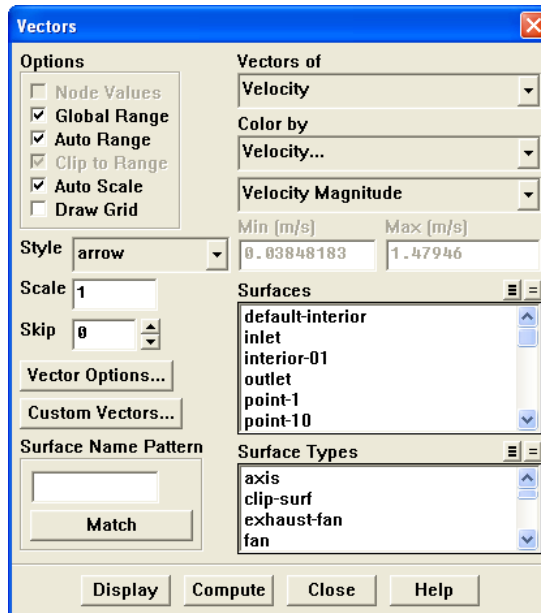 Vectors
Options
Node Values
Global Range
Auto Range
Clip to Range
Auto Scale
Draw Grid
Style arrow
Scale 1
Skip 0
Vector Options...
Custom Vectors...
Surface Name Pattern
Match
Vectors of
Velocity
Color by
Velocity...
Velocity Magnitude
Min (m/s) Max (m/s)
0.03848183 1.47946
Surfaces
default-interior
inlet
interior-01
outlet
point-1
point-10
Surface Types
axis
clip-surf
exhaust-fan
fan
Display Compute Close Help